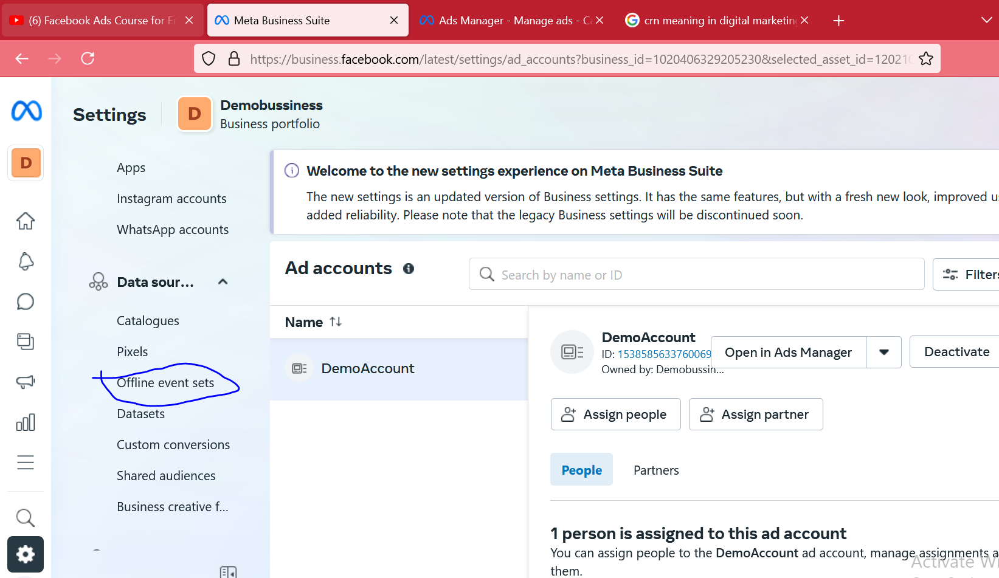 (6) Facebook Ads Course for Fr
Meta Business Suite
Ads Manager - Manage ads - Ca
crn meaning in digital marketing
https://business.facebook.com/latest/settings/ad_accounts?business_id=1020406329205230&selected_asset_id=120210
Settings
D
Demobussiness
Business portfolio
D
Apps
Instagram accounts
WhatsApp accounts
Data sour...
Catalogues
Pixels
Offline event sets
Datasets
Custom conversions
Shared audiences
Business creative f...
Welcome to the new settings experience on Meta Business Suite
The new settings is an updated version of Business settings. It has the same features, but with a fresh new look, improved
added reliability. Please note that the legacy Business settings will be discontinued soon.
Ad accounts
Search by name or ID
Filters
Name
DemoAccount
DemoAccount
ID: 1538585633760069
Owned by: Demobussin...
Open in Ads Manager
Deactivate
Assign people
Assign partner
People
Partners
1 person is assigned to this ad account
You can assign people to the DemoAccount ad account, manage assignments
them.
Activate Wi